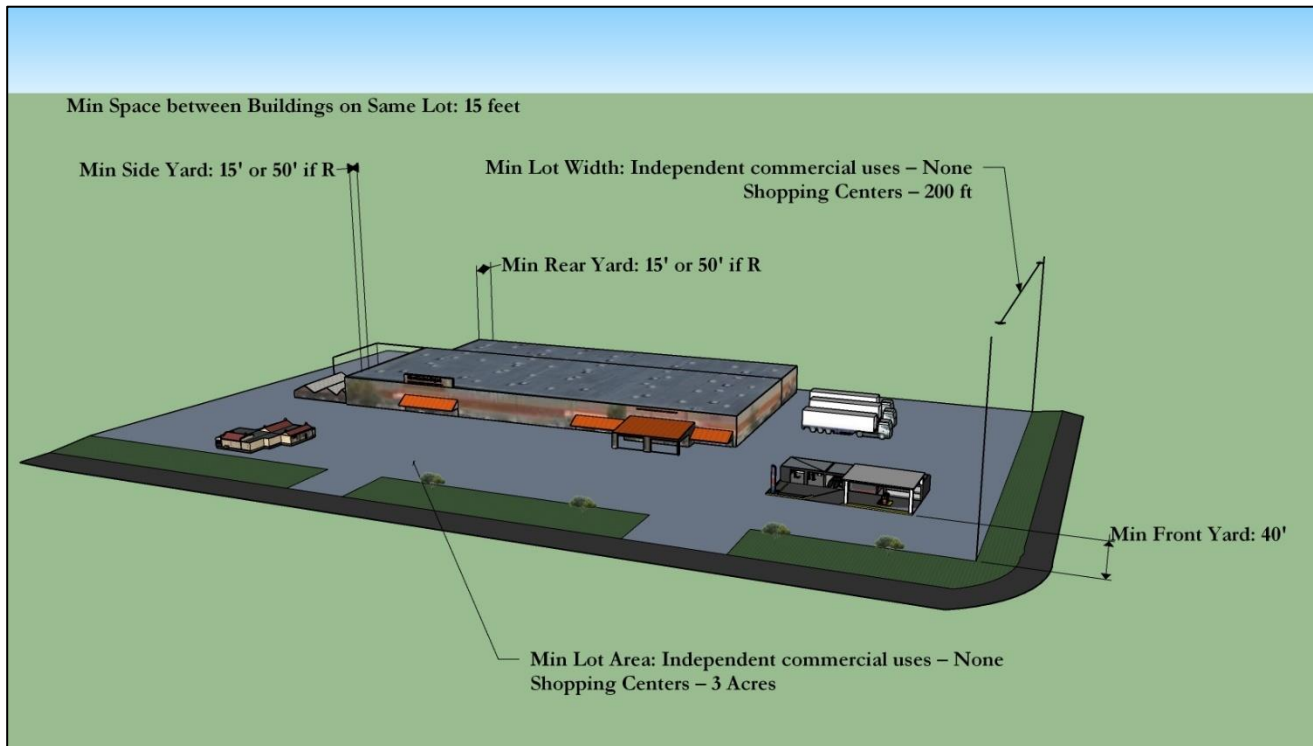 Min Space between Buildings on Same Lot: 15 feet
Min Side Yard: 15' or 50' if R
Min Lot Width: Independent commercial uses – None
Shopping Centers – 200 ft
Min Rear Yard: 15' or 50' if R
Min Front Yard: 40'
Min Lot Area: Independent commercial uses – None
Shopping Centers – 3 Acres